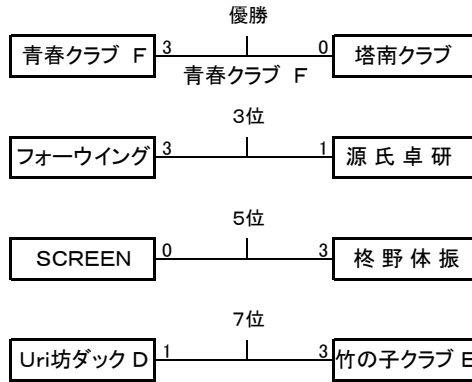 優勝
青春クラブ F 3 0 塔南クラブ
青春クラブ F
3位
フォーウイング 3 1 源 氏 卓 研
5位
SCREEN 0 3 柊 野 体 振
7位
Uri坊ダック D 1 3 竹の子クラブ E